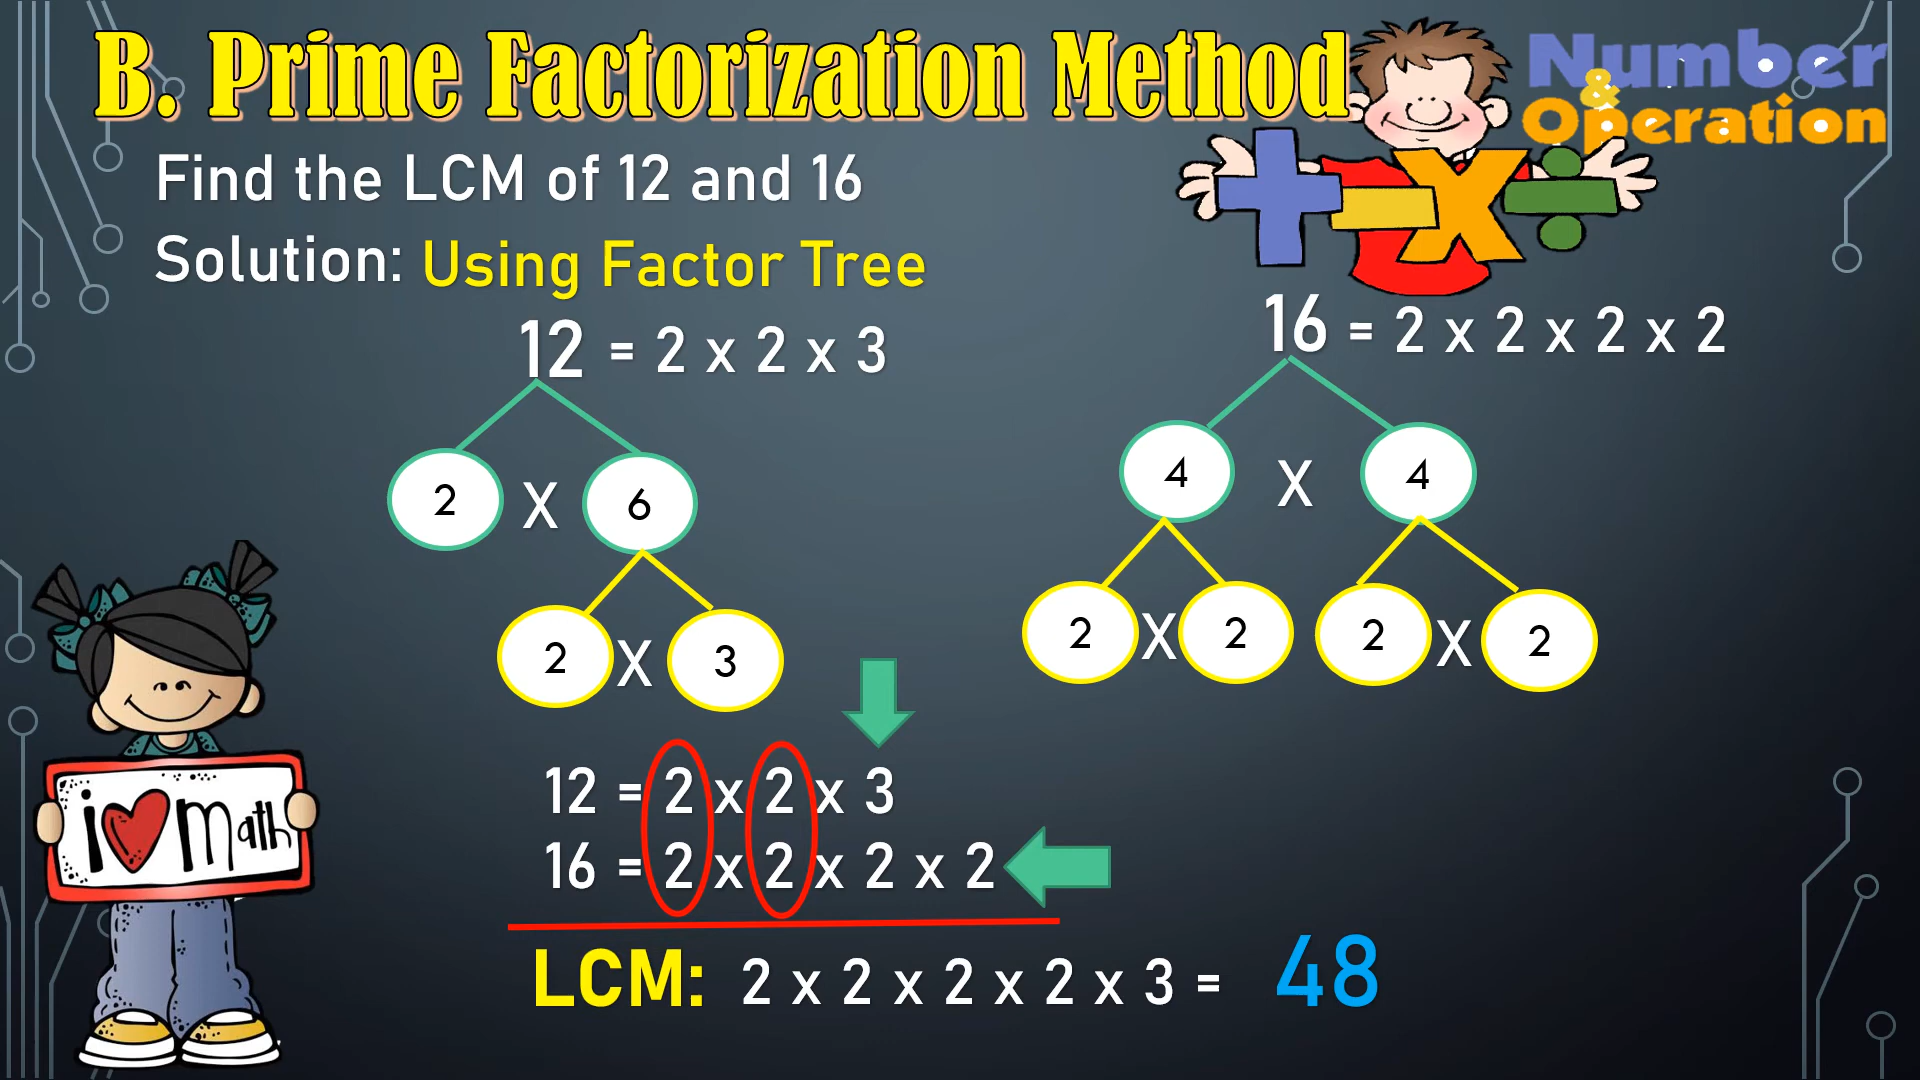 B. Prime Factorization Method
Number
&
Operation
Find the LCM of 12 and 16
Solution: Using Factor Tree
+ - x ÷
12 = 2 x 2 x 3
16 = 2 x 2 x 2 x 2
2 X 6
4 X 4
2 X 3
2 X 2 2 X 2
12 = 2 x 2 x 3
16 = 2 x 2 x 2 x 2
LCM: 2 x 2 x 2 x 2 x 3 = 48
i ♥ math